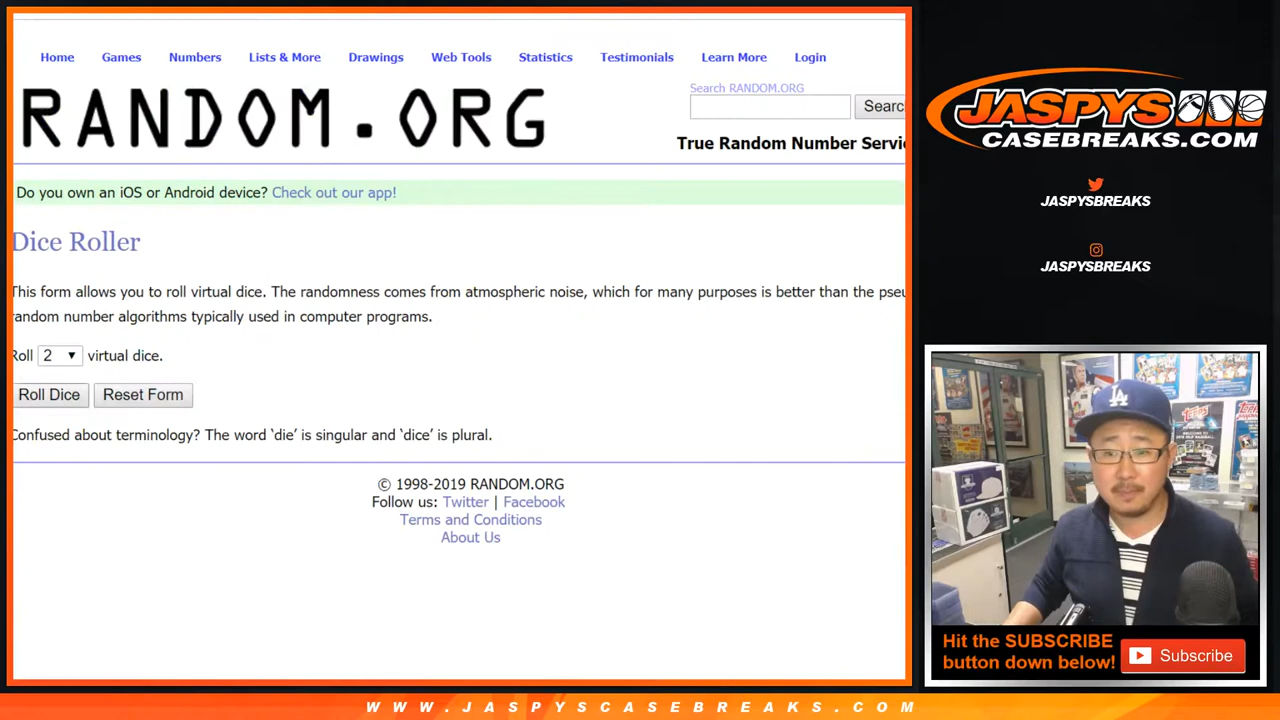 Home Games Numbers Lists & More Drawings Web Tools Statistics Testimonials Learn More Login
RANDOM.ORG
Search RANDOM.ORG
Searc
True Random Number Servi
Do you own an iOS or Android device? Check out our app!
Dice Roller
This form allows you to roll virtual dice. The randomness comes from atmospheric noise, which for many purposes is better than the pseu
random number algorithms typically used in computer programs.
Roll 2 virtual dice.
Roll Dice Reset Form
Confused about terminology? The word ‘die’ is singular and ‘dice’ is plural.
© 1998-2019 RANDOM.ORG
Follow us: Twitter | Facebook
Terms and Conditions
About Us
JASPYS
CASEBREAKS.COM
JASPYSBREAKS
JASPYSBREAKS
LA
Topps
Hit the SUBSCRIBE
button down below!
Subscribe
WWW.JASPYSCASEBREAKS.COM